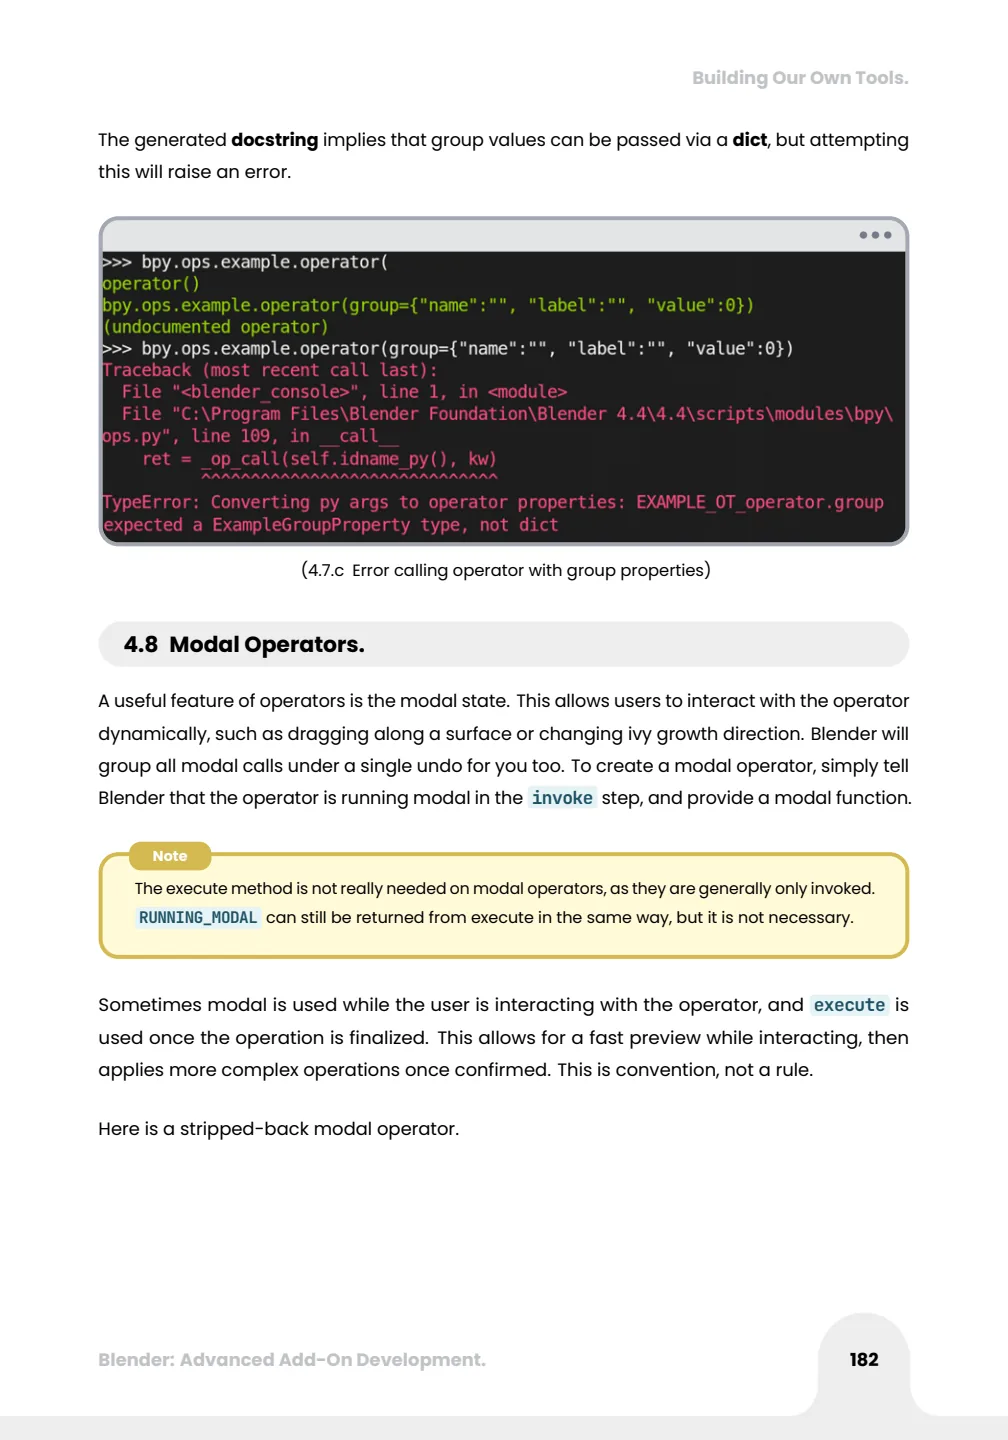 Building Our Own Tools.
The generated docstring implies that group values can be passed via a dict, but attempting
this will raise an error.
>>> bpy.ops.example.operator(
operator()
bpy.ops.example.operator(group={"name":"", "label":"", "value":0})
(undocumented operator)
>>> bpy.ops.example.operator(group={"name":"", "label":"", "value":0})
Traceback (most recent call last):
  File "<blender_console>", line 1, in <module>
  File "C:\Program Files\Blender Foundation\Blender 4.4\4.4\scripts\modules\bpy\
ops.py", line 109, in __call__
    ret = _op_call(self.idname_py(), kw)
          ^^^^^^^^^^^^^^^^^^^^^^^^^^^^^^
TypeError: Converting py args to operator properties: EXAMPLE_OT_operator.group
expected a ExampleGroupProperty type, not dict
(4.7.c Error calling operator with group properties)
4.8 Modal Operators.
A useful feature of operators is the modal state. This allows users to interact with the operator
dynamically, such as dragging along a surface or changing ivy growth direction. Blender will
group all modal calls under a single undo for you too. To create a modal operator, simply tell
Blender that the operator is running modal in the invoke step, and provide a modal function.
Note
The execute method is not really needed on modal operators, as they are generally only invoked.
RUNNING_MODAL can still be returned from execute in the same way, but it is not necessary.
Sometimes modal is used while the user is interacting with the operator, and execute is
used once the operation is finalized. This allows for a fast preview while interacting, then
applies more complex operations once confirmed. This is convention, not a rule.
Here is a stripped-back modal operator.
Blender: Advanced Add-On Development.
182